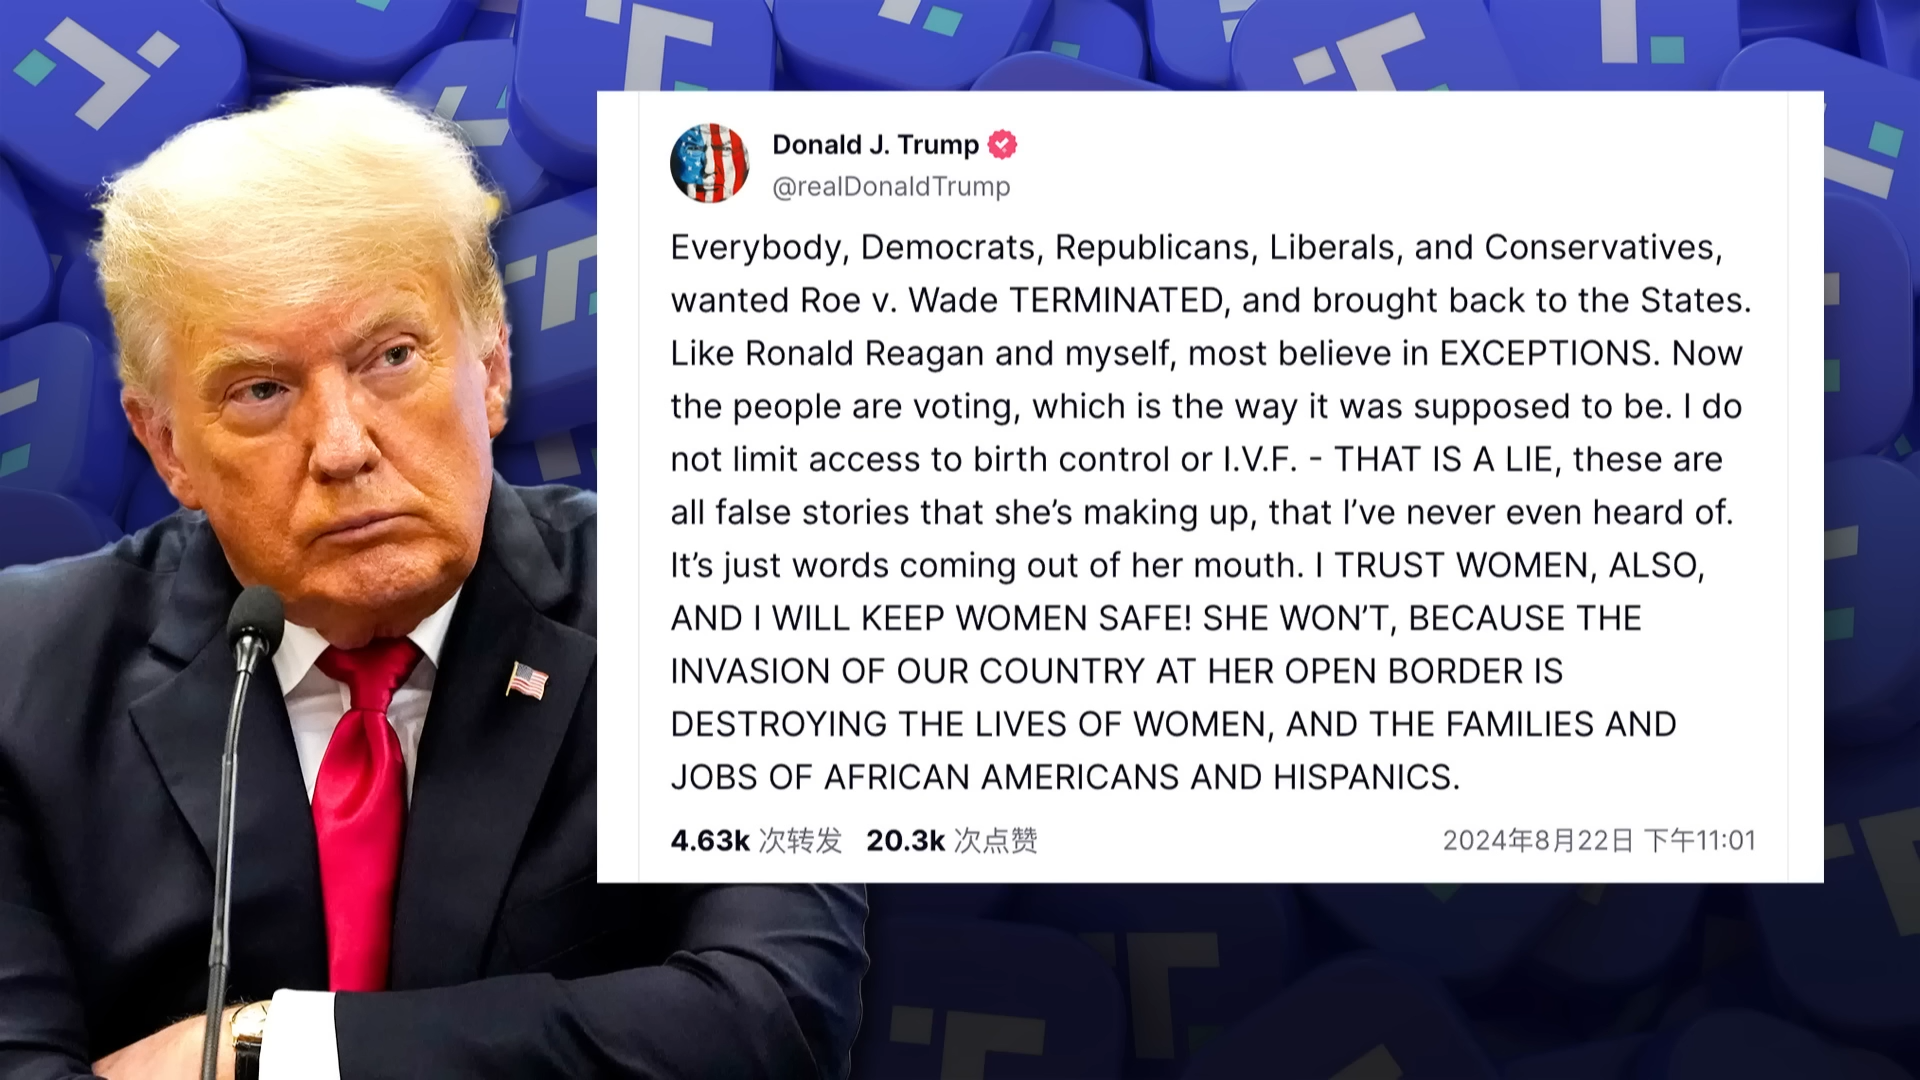 Donald J. Trump
@realDonaldTrump
Everybody, Democrats, Republicans, Liberals, and Conservatives,
wanted Roe v. Wade TERMINATED, and brought back to the States.
Like Ronald Reagan and myself, most believe in EXCEPTIONS. Now
the people are voting, which is the way it was supposed to be. I do
not limit access to birth control or I.V.F. - THAT IS A LIE, these are
all false stories that she’s making up, that I’ve never even heard of.
It’s just words coming out of her mouth. I TRUST WOMEN, ALSO,
AND I WILL KEEP WOMEN SAFE! SHE WON’T, BECAUSE THE
INVASION OF OUR COUNTRY AT HER OPEN BORDER IS
DESTROYING THE LIVES OF WOMEN, AND THE FAMILIES AND
JOBS OF AFRICAN AMERICANS AND HISPANICS.
4.63k 次转发 20.3k 次点赞 2024年8月22日 下午11:01